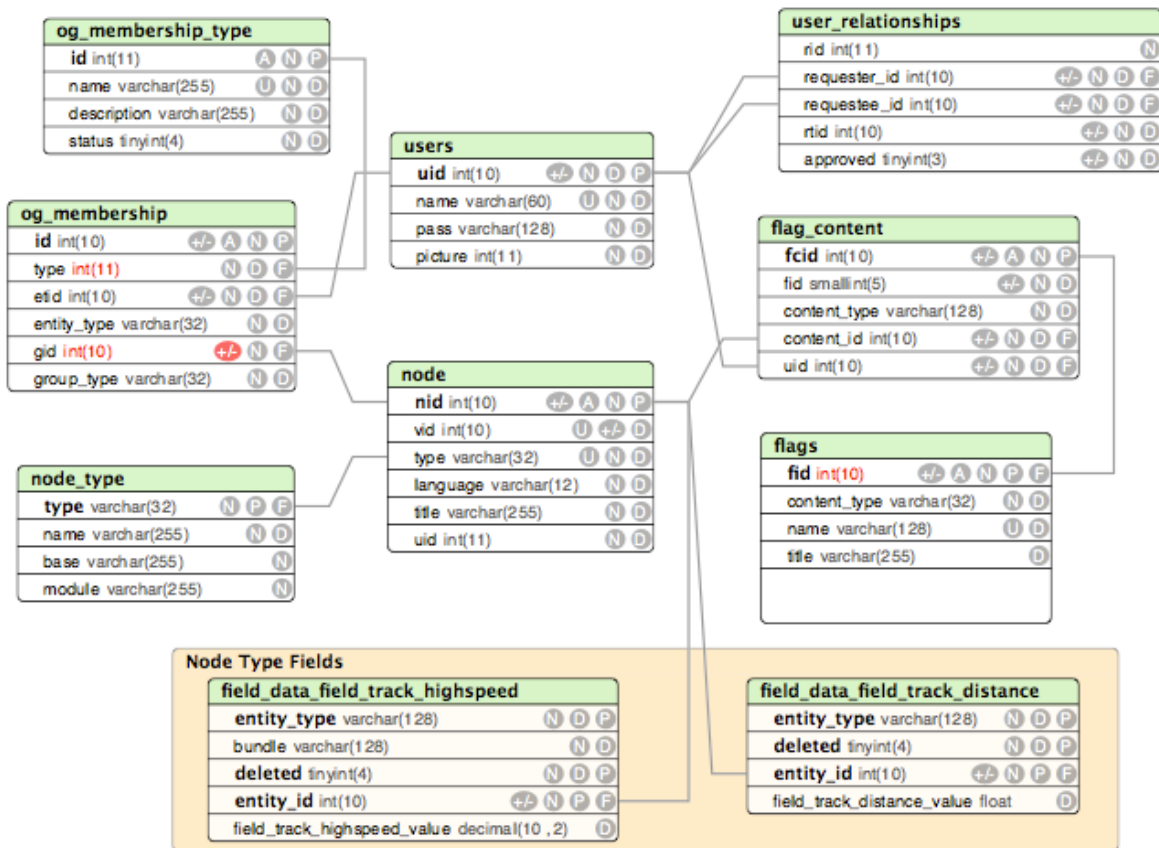 og_membership_type
id int(11) A N P
name varchar(255) U N D
description varchar(255) N D
status tinyint(4) N D
user_relationships
rid int(11) N
requester_id int(10) +/- N D F
requestee_id int(10) +/- N D F
rtid int(10) +/- N D
approved tinyint(3) +/- N D
users
uid int(10) +/- N D P
name varchar(60) U N D
pass varchar(128) N D
picture int(11) N D
og_membership
id int(10) +/- A N P
type int(11) N D F
etid int(10) +/- N D F
entity_type varchar(32) N D
gid int(10) +/- N F
group_type varchar(32) N D
flag_content
fcid int(10) +/- A N P
fid smallint(5) +/- N D
content_type varchar(128) N D
content_id int(10) +/- N D F
uid int(10) +/- N D F
node
nid int(10) +/- A N P
vid int(10) U +/- D
type varchar(32) U N D
language varchar(12) N D
title varchar(255) N D
uid int(11) N D
node_type
type varchar(32) N P F
name varchar(255) N D
base varchar(255) N
module varchar(255) N
flags
fid int(10) +/- A N P F
content_type varchar(32) N D
name varchar(128) U D
title varchar(255) D
Node Type Fields
field_data_field_track_highspeed
entity_type varchar(128) N D P
bundle varchar(128) N D
deleted tinyint(4) N D P
entity_id int(10) +/- N P F
field_track_highspeed_value decimal(10 ,2) D
field_data_field_track_distance
entity_type varchar(128) N D P
deleted tinyint(4) N D P
entity_id int(10) +/- N P F
field_track_distance_value float D